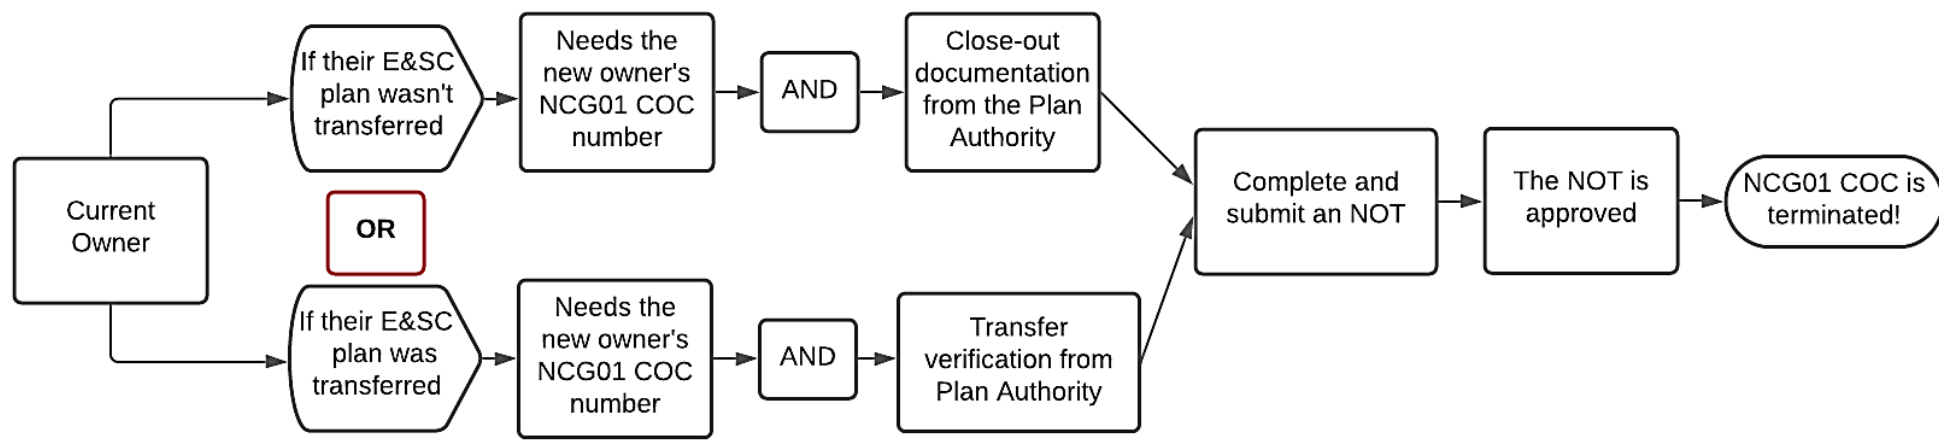 Current
Owner
If their E&SC
plan wasn't
transferred
Needs the
new owner's
NCG01 COC
number
AND
Close-out
documentation
from the Plan
Authority
OR
If their E&SC
plan was
transferred
Needs the
new owner's
NCG01 COC
number
AND
Transfer
verification from
Plan Authority
Complete and
submit an NOT
The NOT is
approved
NCG01 COC is
terminated!